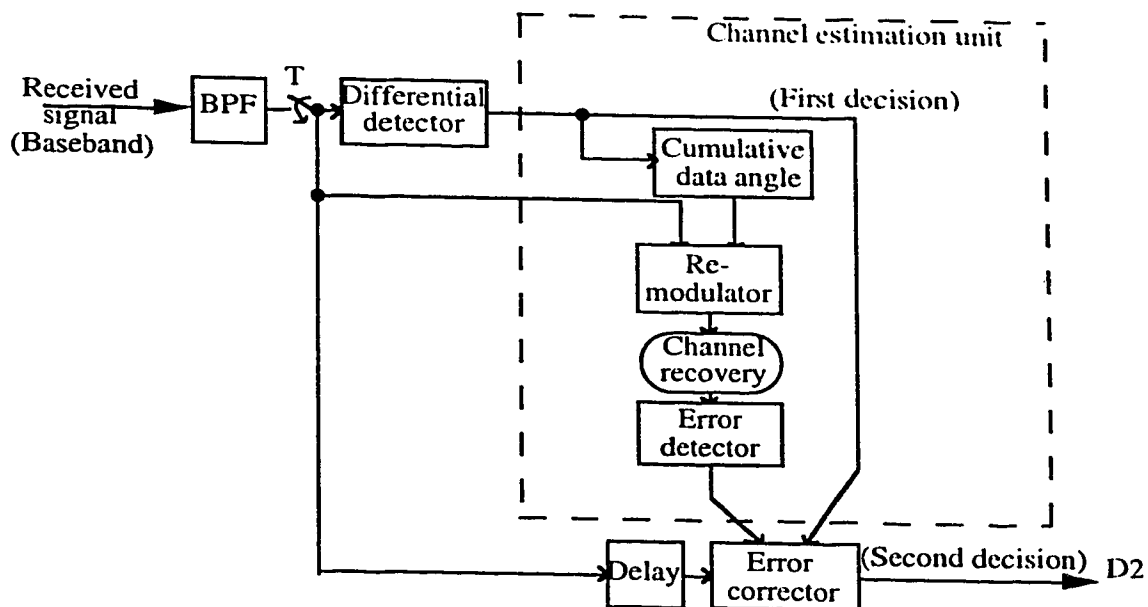 Channel estimation unit
Received
signal
(Baseband)
BPF
T
Differential
detector
(First decision)
Cumulative
data angle
Re-
modulator
Channel
recovery
Error
detector
Delay
Error
corrector
(Second decision)
D2